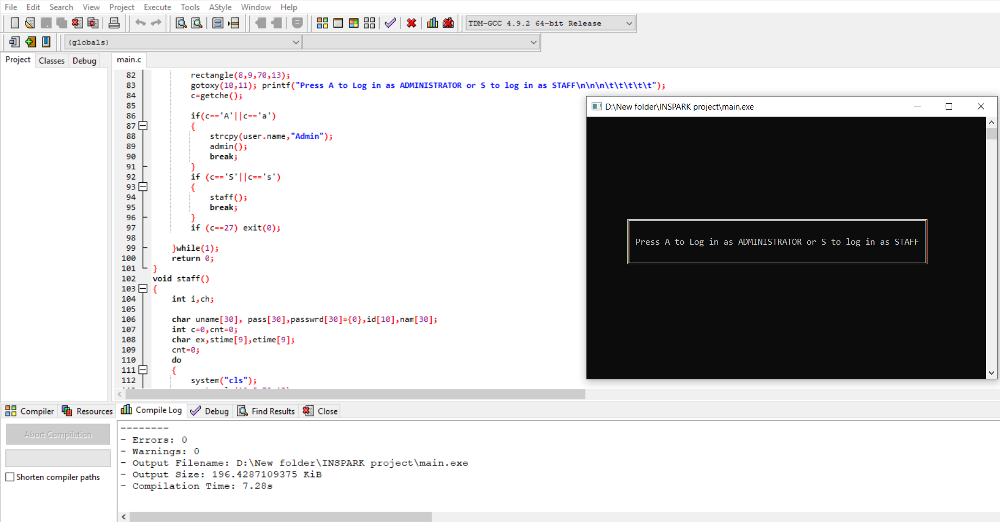 File Edit Search View Project Execute Tools AStyle Window Help
TDM-GCC 4.9.2 64-bit Release
(globals)
Project Classes Debug
main.c
82 rectangle(8,9,70,13);
83 gotoxy(10,11); printf("Press A to Log in as ADMINISTRATOR or S to log in as STAFF\n\n\n\t\t\t\t\t");
84 c=getche();
85
86 if(c=='A'||c=='a')
87 {
88 strcpy(user.name,"Admin");
89 admin();
90 break;
91 }
92 if (c=='S'||c=='s')
93 {
94 staff();
95 break;
96 }
97 if (c==27) exit(0);
98
99 }while(1);
100 return 0;
101 }
102 void staff()
103 {
104 int i,ch;
105
106 char uname[30], pass[30],passwrd[30]={0},id[10],nam[30];
107 int c=0,cnt=0;
108 char ex,stime[9],etime[9];
109 cnt=0;
110 do
111 {
112 system("cls");
D:\New folder\INSPARK project\main.exe
Press A to Log in as ADMINISTRATOR or S to log in as STAFF
Compiler Resources Compile Log Debug Find Results Close
Abort Compilation
Shorten compiler paths
--------
- Errors: 0
- Warnings: 0
- Output Filename: D:\New folder\INSPARK project\main.exe
- Output Size: 196.4287109375 KiB
- Compilation Time: 7.28s